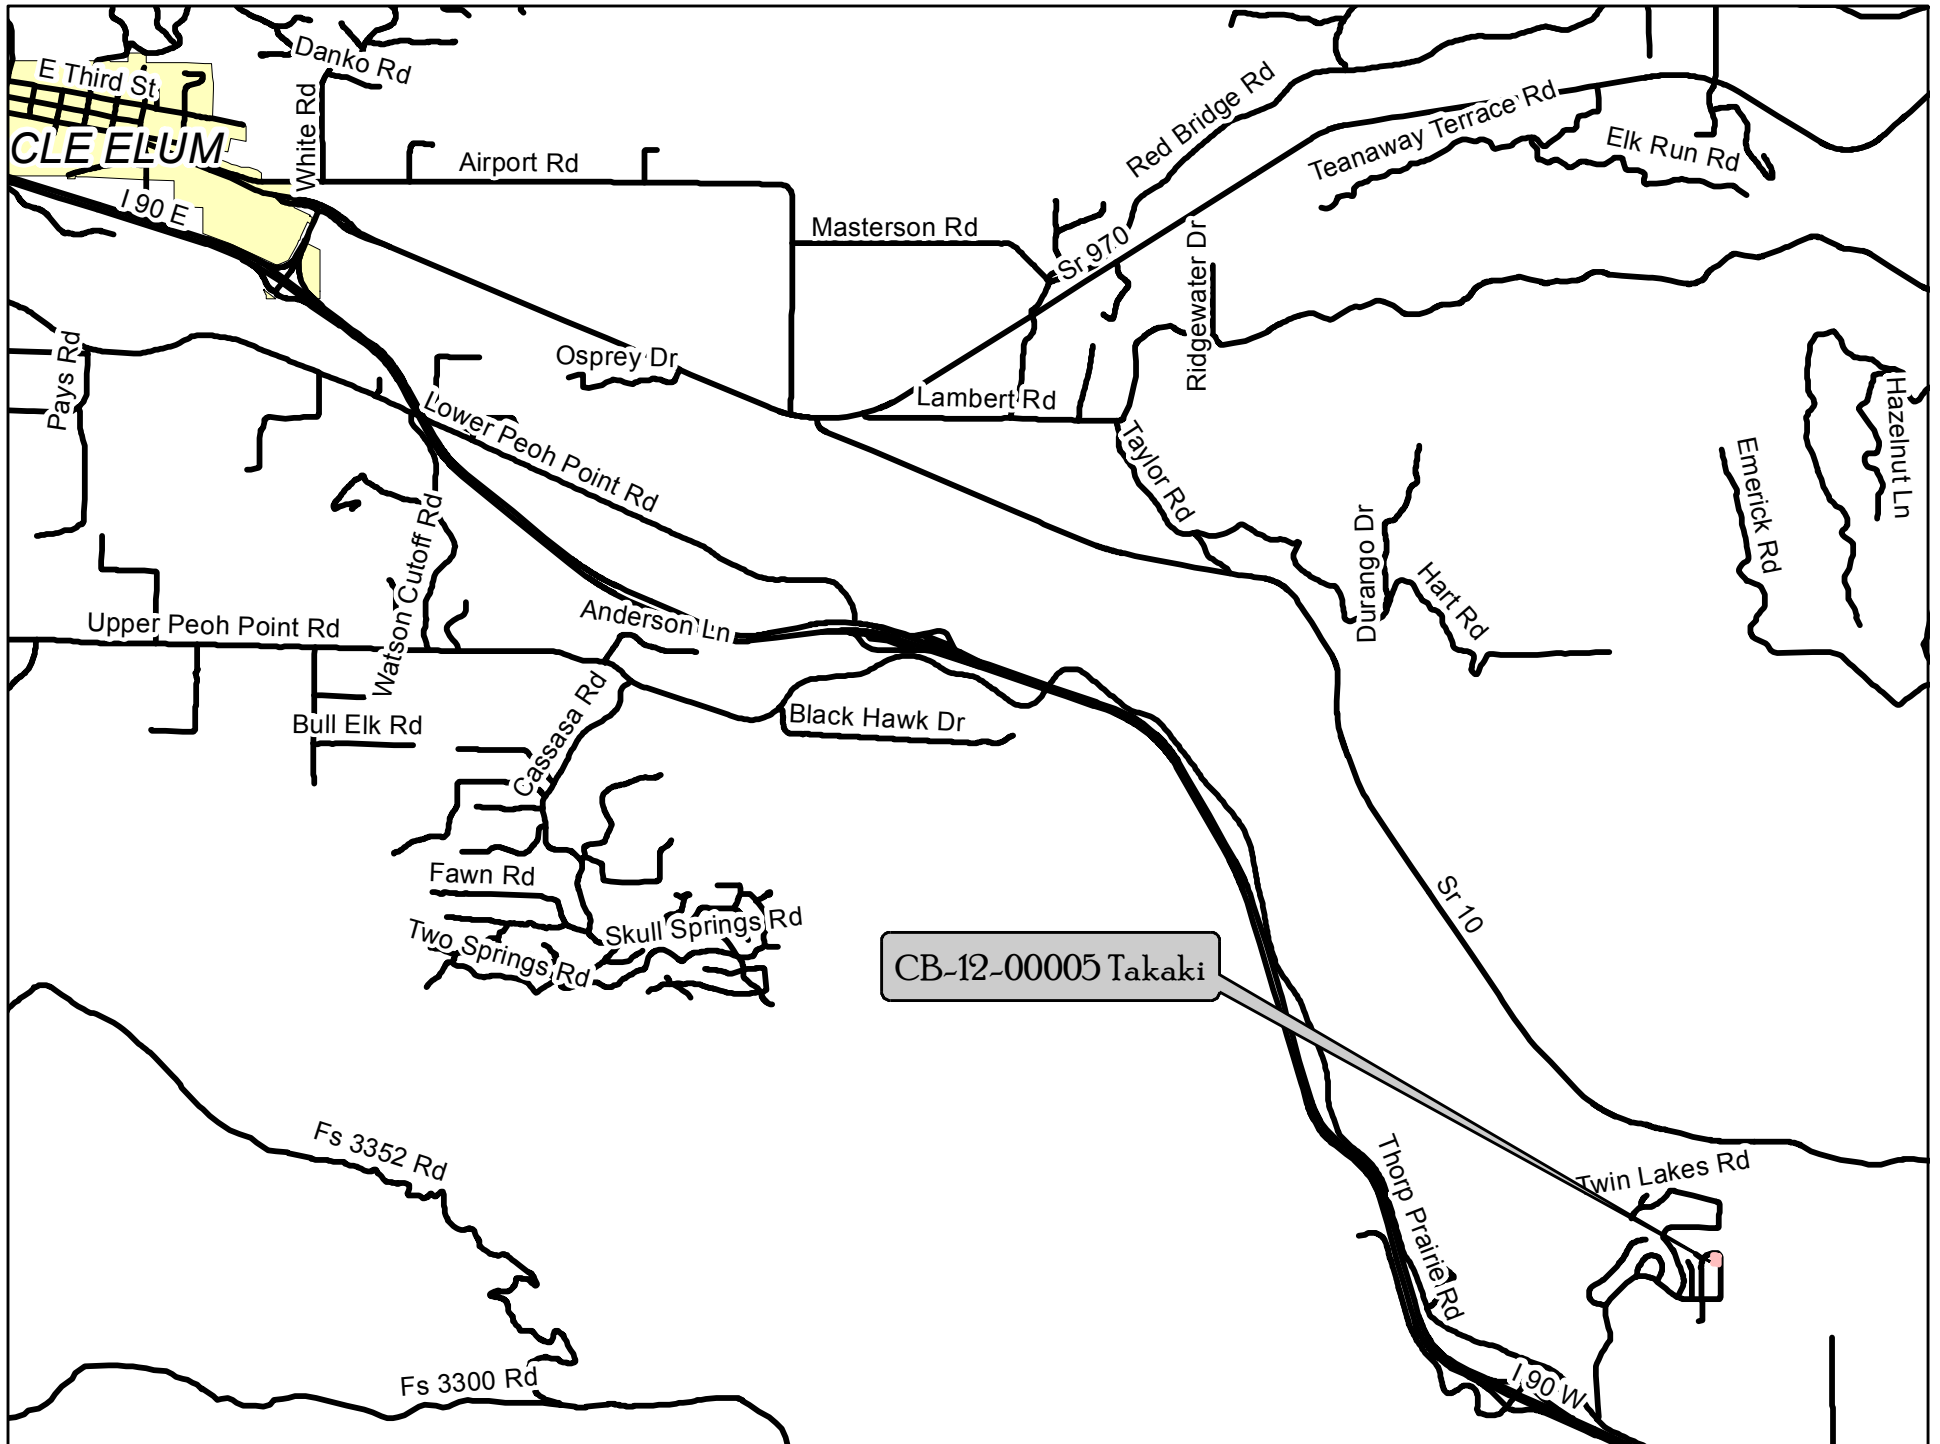 Danko Rd
E Third St
Red Bridge Rd
White Rd
Teanaway Terrace Rd
CLE ELUM
Elk Run Rd
Airport Rd
I 90 E
Masterson Rd
Sr 970
Ridgewater Dr
Pays Rd
Osprey Dr
Lambert Rd
Hazelnut Ln
Lower Peoh Point Rd
Taylor Rd
Emerick Rd
Watson Cutoff Rd
Durango Dr
Hart Rd
Anderson Ln
Upper Peoh Point Rd
Bull Elk Rd
Cassasa Rd
Black Hawk Dr
Fawn Rd
Sr 10
Skull Springs Rd
Two Springs Rd
CB-12-00005 Takaki
Fs 3352 Rd
Thorp Prairie Rd
Twin Lakes Rd
Fs 3300 Rd
I 90 W